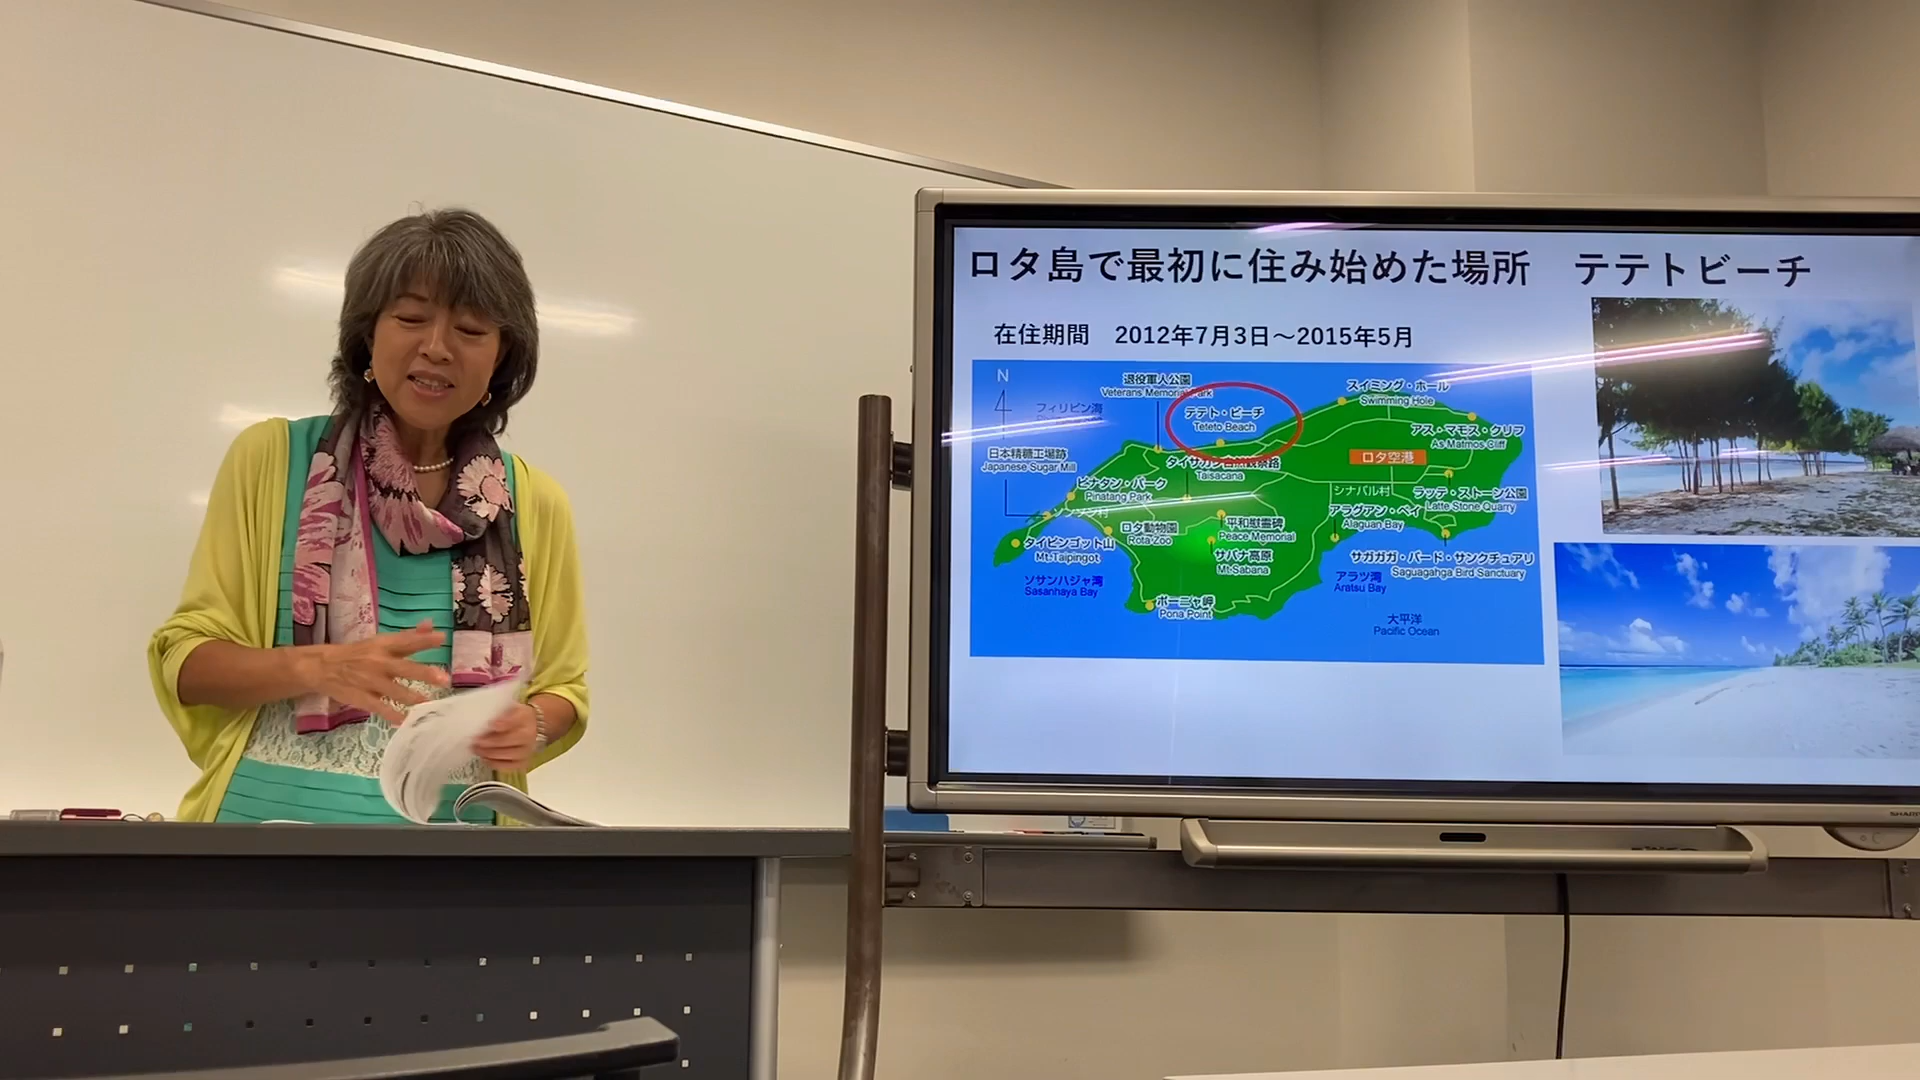 ロタ島で最初に住み始めた場所　テテトビーチ
在住期間　2012年7月3日～2015年5月
N
退役軍人公園
Veterans Memorial Park
フィリピン海
テテト・ビーチ
Teteto Beach
スイミング・ホール
Swimming Hole
アス・マモス・クリフ
As Matmos Cliff
日本精糖工場跡
Japanese Sugar Mill
ロタ空港
Taisacana
ピナタン・パーク
Pinatang Park
シナパル村
ラッテ・ストーン公園
Latte Stone Quarry
ソンソン村
アラグアン・ベイ
Alaguan Bay
ロタ動物園
Rota Zoo
平和慰霊碑
Peace Memorial
タイピンゴット山
Mt.Taipingot
サバナ高原
Mt.Sabana
サガガガ・バード・サンクチュアリ
Saguagahga Bird Sanctuary
ソサンハジャ湾
Sasanhaya Bay
アラツ湾
Aratsu Bay
ポーニャ岬
Pona Point
大平洋
Pacific Ocean
SHARP